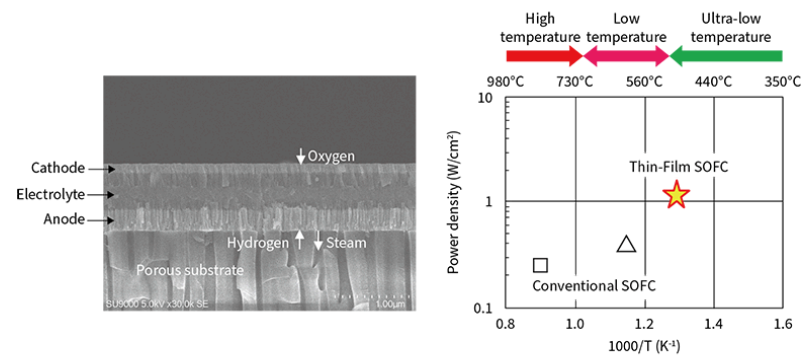 Cathode
Electrolyte
Anode
Oxygen
Hydrogen
Steam
Porous substrate
SU9000 5.0kV x30.0k SE
1.00μm
High temperature
Low temperature
Ultra-low temperature
980°C
730°C
560°C
440°C
350°C
Power density (W/cm²)
10
1
0.1
Thin-Film SOFC
Conventional SOFC
0.8
1.0
1.2
1.4
1.6
1000/T (K⁻¹)